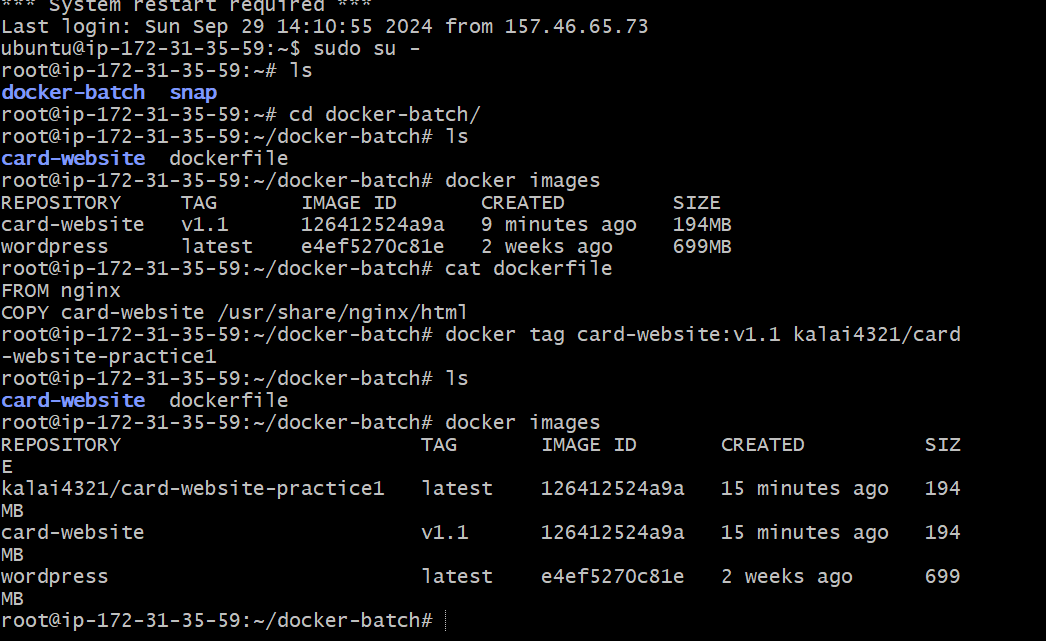 *** System restart required ***
Last login: Sun Sep 29 14:10:55 2024 from 157.46.65.73
ubuntu@ip-172-31-35-59:~$ sudo su -
root@ip-172-31-35-59:~# ls
docker-batch  snap
root@ip-172-31-35-59:~# cd docker-batch/
root@ip-172-31-35-59:~/docker-batch# ls
card-website  dockerfile
root@ip-172-31-35-59:~/docker-batch# docker images
REPOSITORY     TAG       IMAGE ID       CREATED         SIZE
card-website   v1.1      126412524a9a   9 minutes ago   194MB
wordpress      latest    e4ef5270c81e   2 weeks ago     699MB
root@ip-172-31-35-59:~/docker-batch# cat dockerfile
FROM nginx
COPY card-website /usr/share/nginx/html
root@ip-172-31-35-59:~/docker-batch# docker tag card-website:v1.1 kalai4321/card
-website-practice1
root@ip-172-31-35-59:~/docker-batch# ls
card-website  dockerfile
root@ip-172-31-35-59:~/docker-batch# docker images
REPOSITORY                         TAG       IMAGE ID       CREATED          SIZ
E
kalai4321/card-website-practice1   latest    126412524a9a   15 minutes ago   194
MB
card-website                       v1.1      126412524a9a   15 minutes ago   194
MB
wordpress                          latest    e4ef5270c81e   2 weeks ago      699
MB
root@ip-172-31-35-59:~/docker-batch#